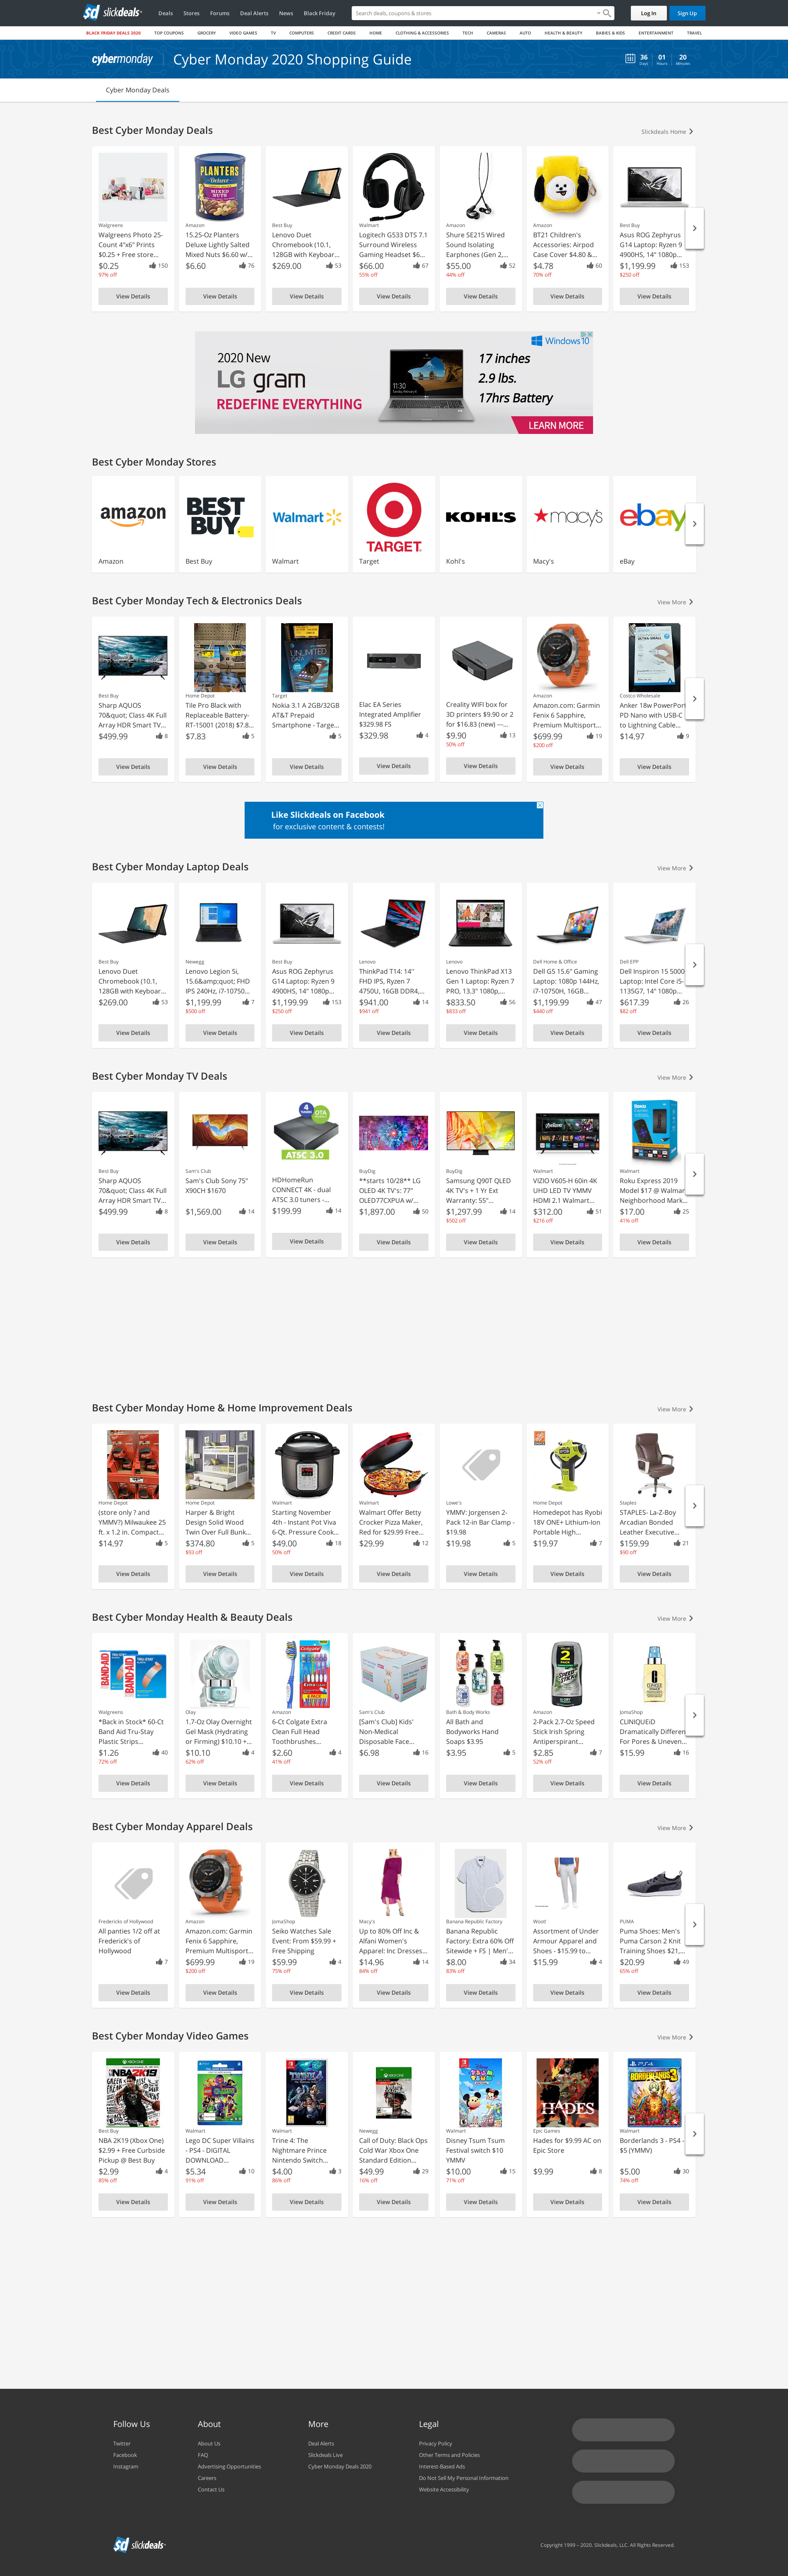 slickdeals
Deals
Stores
Forums
Deal Alerts
News
Black Friday
Search deals, coupons & stores
Log In
Sign Up
BLACK FRIDAY DEALS 2020
TOP COUPONS
GROCERY
VIDEO GAMES
TV
COMPUTERS
CREDIT CARDS
HOME
CLOTHING & ACCESSORIES
TECH
CAMERAS
AUTO
HEALTH & BEAUTY
BABIES & KIDS
ENTERTAINMENT
TRAVEL
cybermonday
Cyber Monday 2020 Shopping Guide
36 01 20
Days Hours Minutes
Cyber Monday Deals
Best Cyber Monday Deals
Slickdeals Home
PLANTERS
Deluxe
MIXED NUTS
Walgreens
Walgreens Photo 25-
Count 4"x6" Prints
$0.25 + Free store...
$0.25 150
97% off
View Details
Amazon
15.25-Oz Planters
Deluxe Lightly Salted
Mixed Nuts $6.60 w/...
$6.60 76
View Details
Best Buy
Lenovo Duet
Chromebook (10.1,
128GB with Keyboar...
$269.00 53
View Details
Walmart
Logitech G533 DTS 7.1
Surround Wireless
Gaming Headset $6...
$66.00 67
55% off
View Details
Amazon
Shure SE215 Wired
Sound Isolating
Earphones (Gen 2,...
$55.00 52
44% off
View Details
Amazon
BT21 Children's
Accessories: Airpod
Case Cover $4.80 &...
$4.78 60
70% off
View Details
Best Buy
Asus ROG Zephyrus
G14 Laptop: Ryzen 9
4900HS, 14" 1080p...
$1,199.99 153
$250 off
View Details
2020 New
LG gram
REDEFINE EVERYTHING
11:30
Windows10
17 inches
2.9 lbs.
17hrs Battery
LEARN MORE
Best Cyber Monday Stores
amazon
Amazon
BEST
BUY
Best Buy
Walmart
Walmart
TARGET
Target
KOHL'S
Kohl's
macy's
Macy's
ebay
eBay
Best Cyber Monday Tech & Electronics Deals
View More
Best Buy
Sharp AQUOS
70&quot; Class 4K Full
Array HDR Smart TV...
$499.99 8
View Details
Home Depot
Tile Pro Black with
Replaceable Battery-
RT-15001 (2018) $7.8...
$7.83 5
View Details
UNLIMITED
DATA
Target
Nokia 3.1 A 2GB/32GB
AT&T Prepaid
Smartphone - Targe...
$39.99 5
View Details
Elac EA Series
Integrated Amplifier
$329.98 FS
$329.98 4
View Details
Creality WIFI box for
3D printers $9.90 or 2
for $16.83 (new) —...
$9.90 13
50% off
View Details
Amazon
Amazon.com: Garmin
Fenix 6 Sapphire,
Premium Multisport...
$699.99 19
$200 off
View Details
Costco Wholesale
Anker 18w PowerPort
PD Nano with USB-C
to Lightning Cable...
$14.97 9
View Details
Like Slickdeals on Facebook
for exclusive content & contests!
Best Cyber Monday Laptop Deals
View More
Best Buy
Lenovo Duet
Chromebook (10.1,
128GB with Keyboar...
$269.00 53
View Details
Newegg
Lenovo Legion 5i,
15.6&amp;quot; FHD
IPS 240Hz, i7-10750...
$1,199.99 7
$500 off
View Details
Best Buy
Asus ROG Zephyrus
G14 Laptop: Ryzen 9
4900HS, 14" 1080p...
$1,199.99 153
$250 off
View Details
Lenovo
ThinkPad T14: 14"
FHD IPS, Ryzen 7
4750U, 16GB DDR4,...
$941.00 14
$941 off
View Details
Lenovo
Lenovo ThinkPad X13
Gen 1 Laptop: Ryzen 7
PRO, 13.3" 1080p,...
$833.50 56
$833 off
View Details
Dell Home & Office
Dell G5 15.6" Gaming
Laptop: 1080p 144Hz,
i7-10750H, 16GB...
$1,199.99 47
$440 off
View Details
Dell EPP
Dell Inspiron 15 5000
Laptop: Intel Core i5-
1135G7, 14" 1080p...
$617.39 26
$82 off
View Details
Best Cyber Monday TV Deals
View More
Best Buy
Sharp AQUOS
70&quot; Class 4K Full
Array HDR Smart TV...
$499.99 8
View Details
Sam's Club
Sam's Club Sony 75"
X90CH $1670
$1,569.00 14
View Details
4
OTA
ATSC 3.0
HDHomeRun
CONNECT 4K - dual
ATSC 3.0 tuners -...
$199.99 14
View Details
BuyDig
**starts 10/28** LG
OLED 4K TV's: 77"
OLED77CXPUA w/...
$1,897.00 50
View Details
BuyDig
Samsung Q90T QLED
4K TV's + 1 Yr Ext
Warranty: 55"...
$1,297.99 14
$502 off
View Details
Walmart
VIZIO V605-H 60in 4K
UHD LED TV YMMV
HDMI 2.1 Walmart...
$312.00 51
$216 off
View Details
Roku
Walmart
Roku Express 2019
Model $17 @ Walmar
Neighborhood Mark...
$17.00 25
41% off
View Details
Best Cyber Monday Home & Home Improvement Deals
View More
Home Depot
(store only ? and
YMMV?) Milwaukee 25
ft. x 1.2 in. Compact...
$14.97 5
View Details
Home Depot
Harper & Bright
Design Solid Wood
Twin Over Full Bunk...
$374.80 5
$93 off
View Details
Walmart
Starting November
4th - Instant Pot Viva
6-Qt. Pressure Cook...
$49.00 18
50% off
View Details
Walmart
Walmart Offer Betty
Crocker Pizza Maker,
Red for $29.99 Free...
$29.99 12
View Details
Lowe's
YMMV: Jorgensen 2-
Pack 12-in Bar Clamp -
$19.98
$19.98 5
View Details
Home Depot
Homedepot has Ryobi
18V ONE+ Lithium-Ion
Portable High...
$19.97 7
View Details
Staples
STAPLES- La-Z-Boy
Arcadian Bonded
Leather Executive...
$159.99 21
$90 off
View Details
Best Cyber Monday Health & Beauty Deals
View More
BAND-AID
BAND-AID
Walgreens
*Back in Stock* 60-Ct
Band Aid Tru-Stay
Plastic Strips...
$1.26 40
72% off
View Details
Olay
1.7-Oz Olay Overnight
Gel Mask (Hydrating
or Firming) $10.10 +...
$10.10 4
62% off
View Details
Colgate
Amazon
6-Ct Colgate Extra
Clean Full Head
Toothbrushes...
$2.60 4
41% off
View Details
Sam's Club
[Sam's Club] Kids'
Non-Medical
Disposable Face...
$6.98 16
View Details
Bath & Body Works
All Bath and
Bodyworks Hand
Soaps $3.95
$3.95 5
View Details
VALUE
2
PACK
SPEED
STICK
Amazon
2-Pack 2.7-Oz Speed
Stick Irish Spring
Antiperspirant...
$2.85 7
52% off
View Details
JomaShop
CLINIQUEiD
Dramatically Differen
For Pores & Uneven...
$15.99 16
View Details
Best Cyber Monday Apparel Deals
View More
Fredericks of Hollywood
All panties 1/2 off at
Frederick's of
Hollywood
7
View Details
Amazon
Amazon.com: Garmin
Fenix 6 Sapphire,
Premium Multisport...
$699.99 19
$200 off
View Details
JomaShop
Seiko Watches Sale
Event: From $59.99 +
Free Shipping
$59.99 4
75% off
View Details
Macy's
Up to 80% Off Inc &
Alfani Women's
Apparel: Inc Dresses...
$14.96 14
84% off
View Details
Banana Republic Factory
Banana Republic
Factory: Extra 60% Off
Sitewide + FS | Men'...
$8.00 34
83% off
View Details
Woot!
Assortment of Under
Armour Apparel and
Shoes - $15.99 to...
$15.99 4
View Details
PUMA
Puma Shoes: Men's
Puma Carson 2 Knit
Training Shoes $21,...
$20.99 49
65% off
View Details
Best Cyber Monday Video Games
View More
XBOX ONE
NBA2K19
Best Buy
NBA 2K19 (Xbox One)
$2.99 + Free Curbside
Pickup @ Best Buy
$2.99 4
85% off
View Details
Walmart
Lego DC Super Villains
- PS4 - DIGITAL
DOWNLOAD...
$5.34 10
91% off
View Details
Walmart
Trine 4: The
Nightmare Prince
Nintendo Switch...
$4.00 3
86% off
View Details
Newegg
Call of Duty: Black Ops
Cold War Xbox One
Standard Edition...
$49.99 29
16% off
View Details
TSUM TSUM
Walmart
Disney Tsum Tsum
Festival switch $10
YMMV
$10.00 15
71% off
View Details
HADES
Epic Games
Hades for $9.99 AC on
Epic Store
$9.99 8
View Details
PS4
BORDERLANDS 3
Walmart
Borderlands 3 - PS4 -
$5 (YMMV)
$5.00 30
74% off
View Details
Follow Us
Twitter
Facebook
Instagram
About
About Us
FAQ
Advertising Opportunities
Careers
Contact Us
More
Deal Alerts
Slickdeals Live
Cyber Monday Deals 2020
Legal
Privacy Policy
Other Terms and Policies
Interest-Based Ads
Do Not Sell My Personal Information
Website Accessibility
slickdeals
Copyright 1999 – 2020. Slickdeals, LLC. All Rights Reserved.